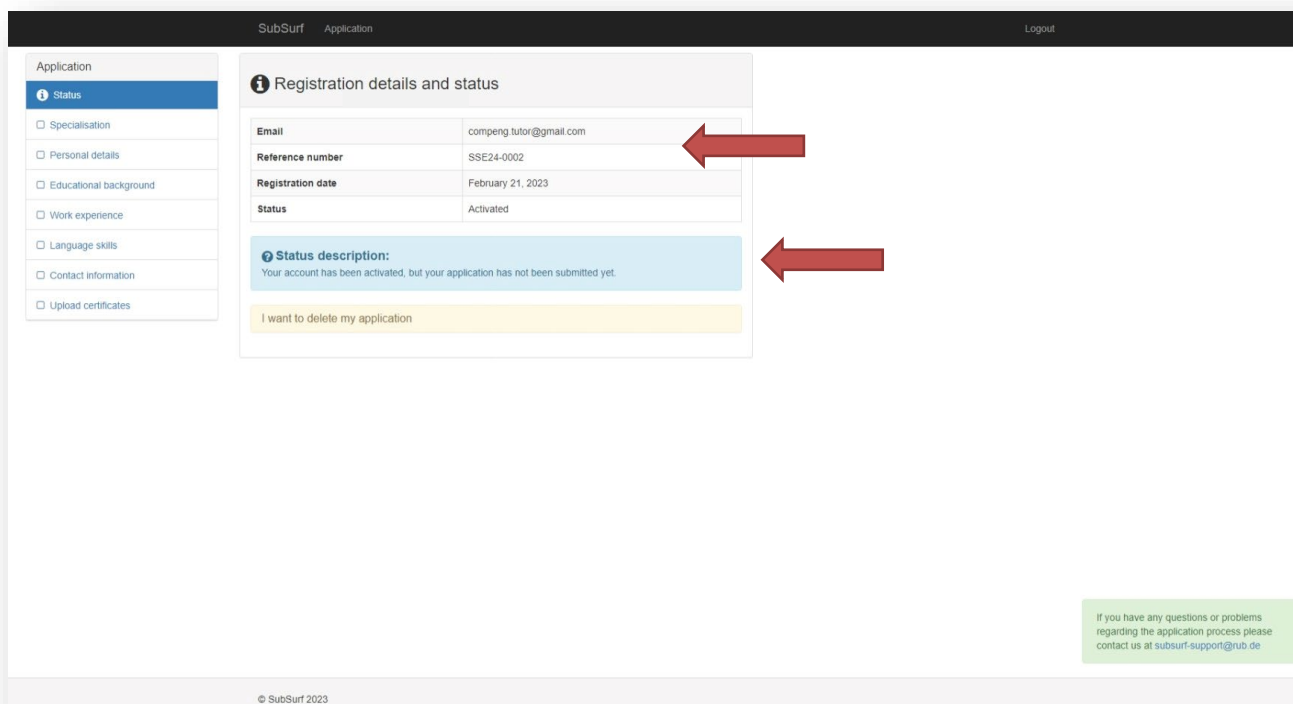 SubSurf Application Logout
Application
Status
Specialisation
Personal details
Educational background
Work experience
Language skills
Contact information
Upload certificates
Registration details and status
Email compeng.tutor@gmail.com
Reference number SSE24-0002
Registration date February 21, 2023
Status Activated
Status description:
Your account has been activated, but your application has not been submitted yet.
I want to delete my application
If you have any questions or problems
regarding the application process please
contact us at subsurf-support@rub.de
© SubSurf 2023